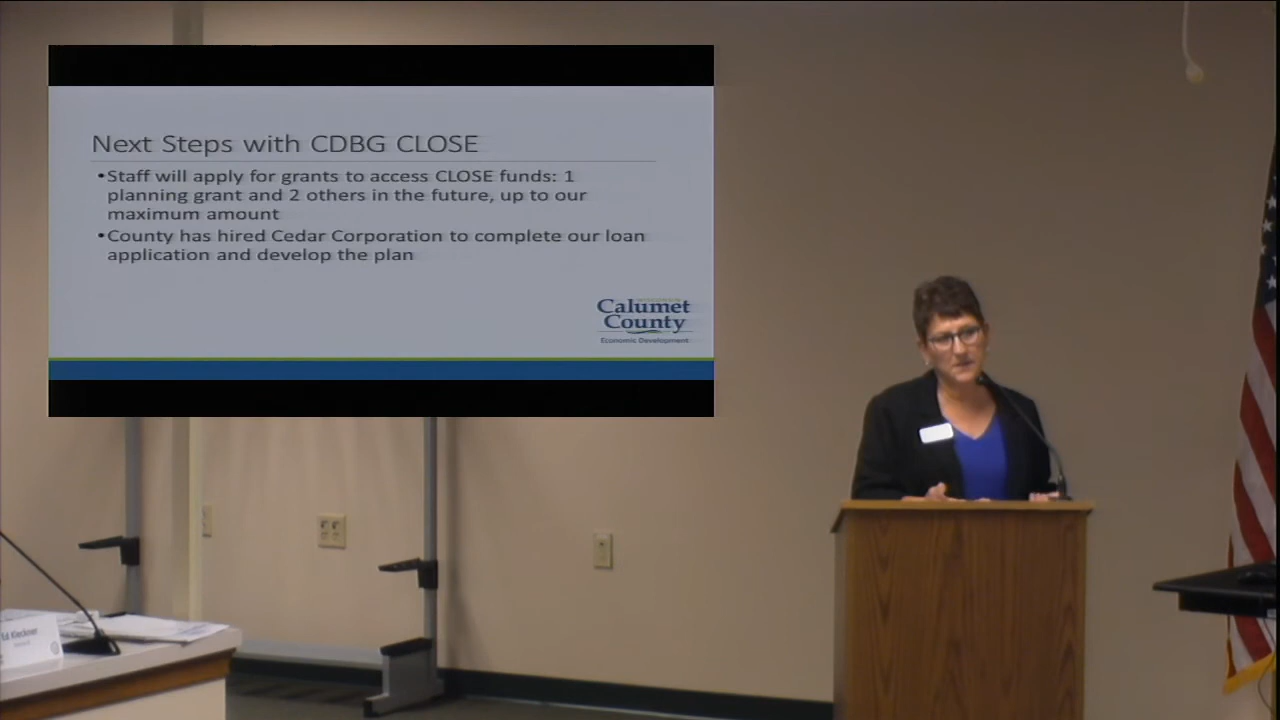 Next Steps with CDBG CLOSE
•Staff will apply for grants to access CLOSE funds: 1
planning grant and 2 others in the future, up to our
maximum amount
•County has hired Cedar Corporation to complete our loan
application and develop the plan
Calumet
County
Economic Development
Ed Kleckner